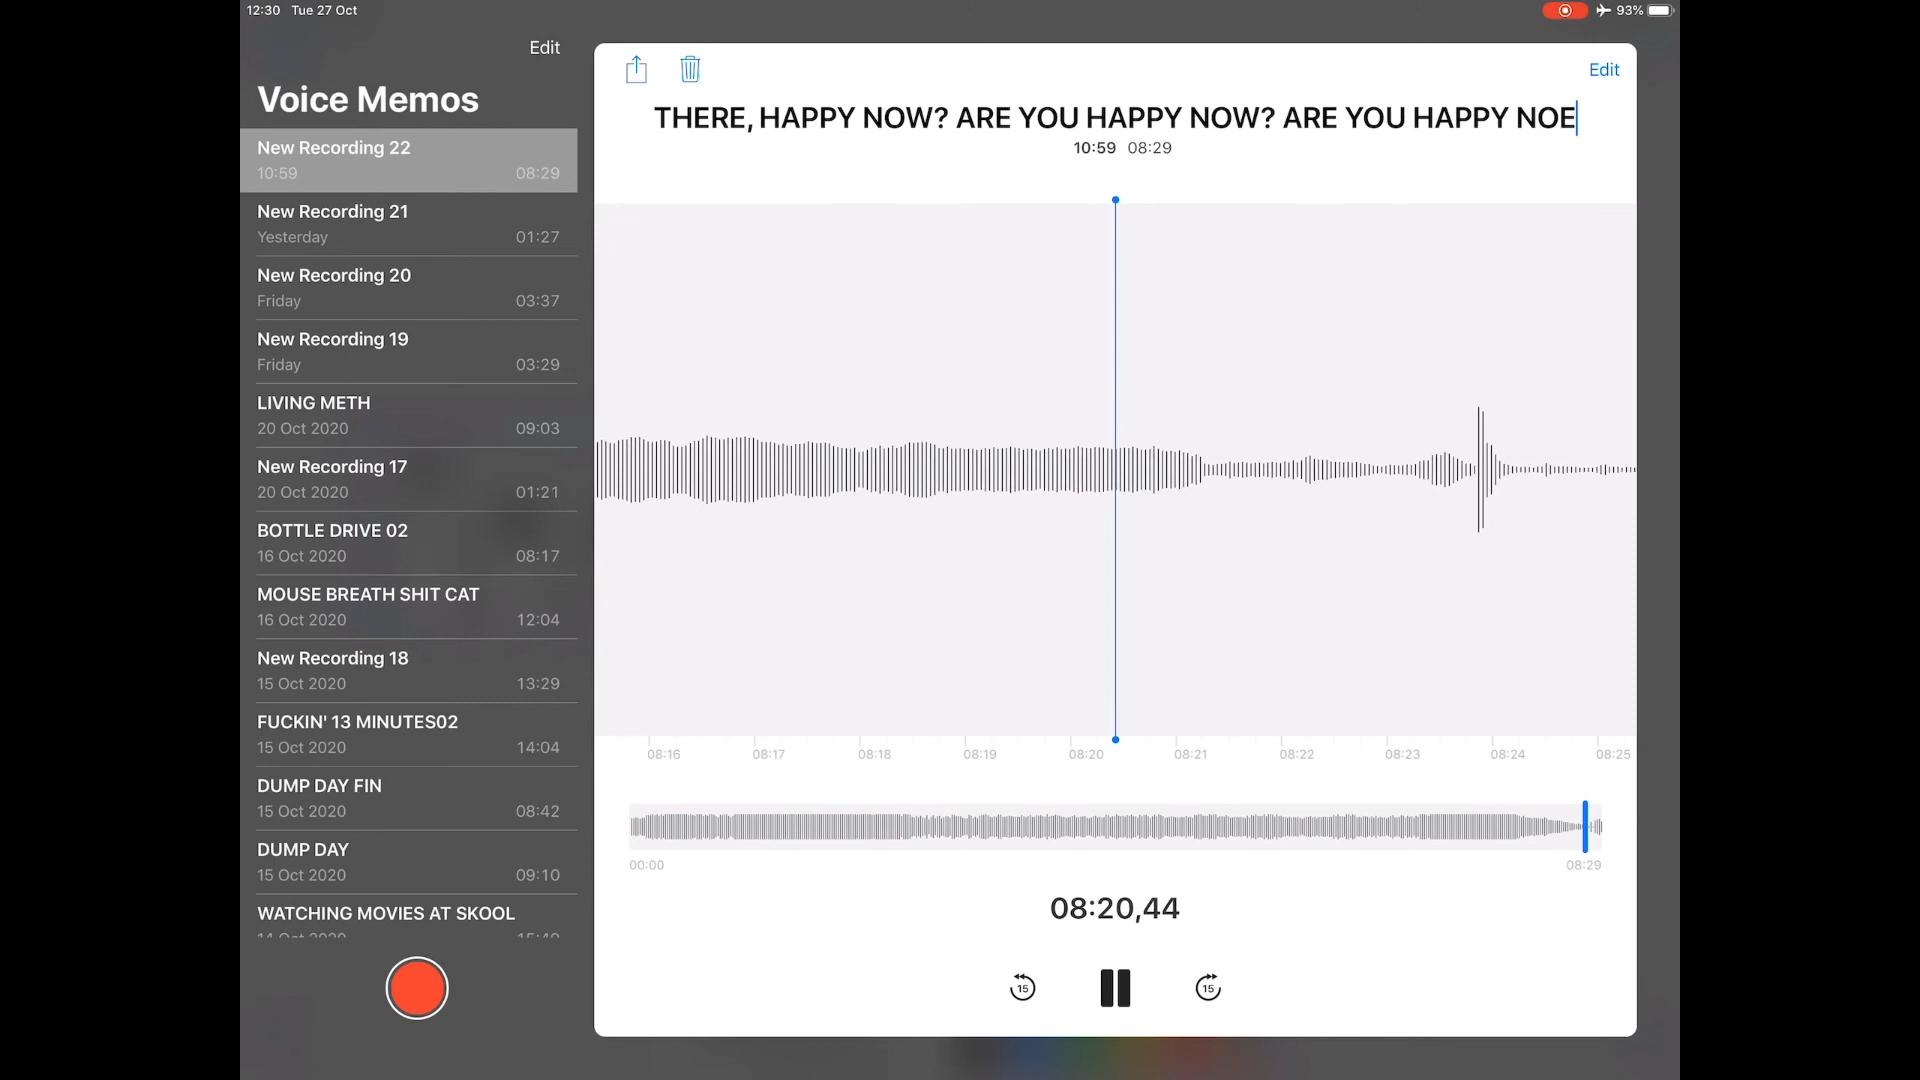 12:30 Tue 27 Oct
93%
Edit
Voice Memos
New Recording 22
10:59 08:29
New Recording 21
Yesterday 01:27
New Recording 20
Friday 03:37
New Recording 19
Friday 03:29
LIVING METH
20 Oct 2020 09:03
New Recording 17
20 Oct 2020 01:21
BOTTLE DRIVE 02
16 Oct 2020 08:17
MOUSE BREATH SHIT CAT
16 Oct 2020 12:04
New Recording 18
15 Oct 2020 13:29
FUCKIN' 13 MINUTES02
15 Oct 2020 14:04
DUMP DAY FIN
15 Oct 2020 08:42
DUMP DAY
15 Oct 2020 09:10
WATCHING MOVIES AT SKOOL
Edit
THERE, HAPPY NOW? ARE YOU HAPPY NOW? ARE YOU HAPPY NOE
10:59 08:29
08:16 08:17 08:18 08:19 08:20 08:21 08:22 08:23 08:24 08:25
00:00 08:29
08:20,44
15 15